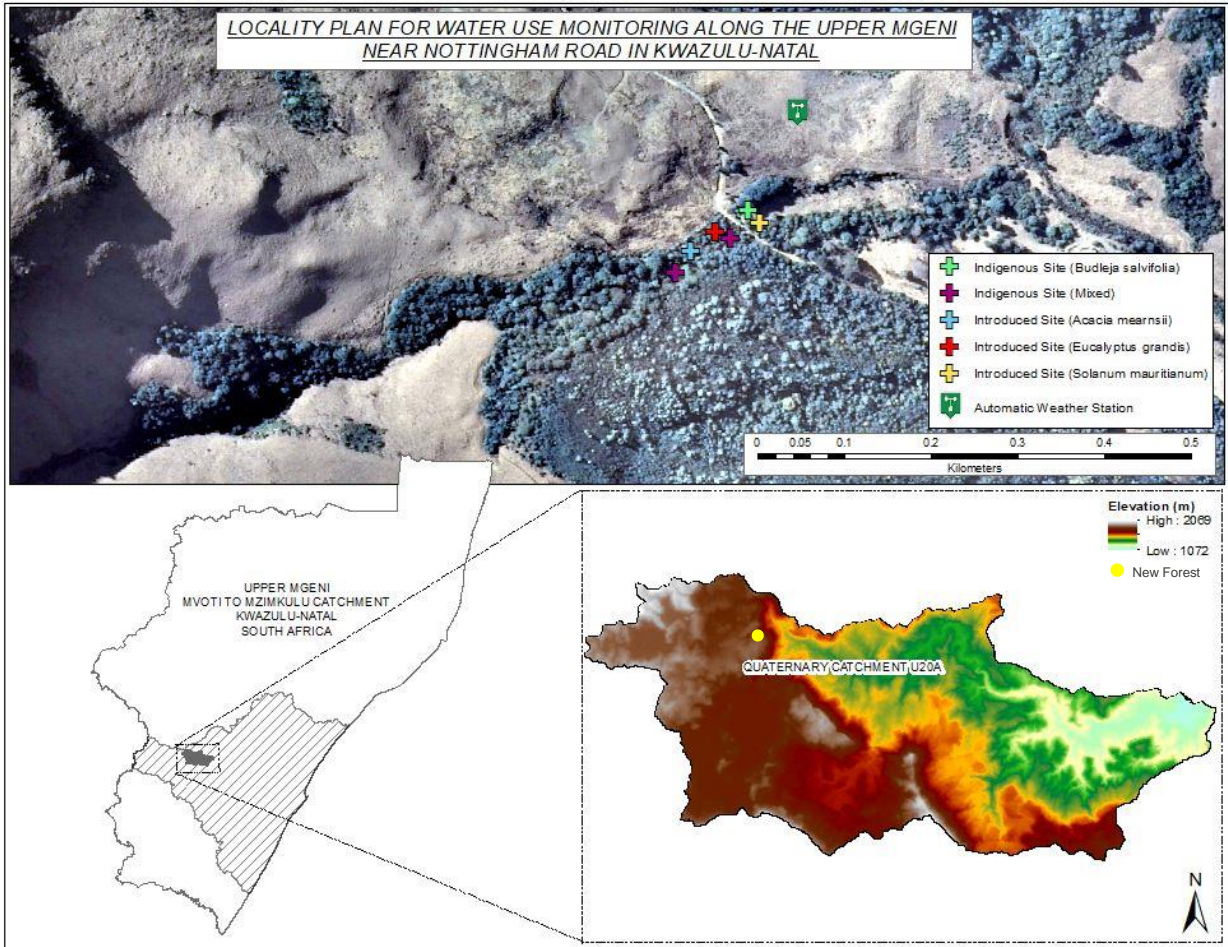 LOCALITY PLAN FOR WATER USE MONITORING ALONG THE UPPER MGENI
NEAR NOTTINGHAM ROAD IN KWAZULU-NATAL
Indigenous Site (Budleja salvifolia)
Indigenous Site (Mixed)
Introduced Site (Acacia mearnsii)
Introduced Site (Eucalyptus grandis)
Introduced Site (Solanum mauritianum)
Automatic Weather Station
0 0.05 0.1 0.2 0.3 0.4 0.5
Kilometers
UPPER MGENI
MVOTI TO MZIMKULU CATCHMENT
KWAZULU-NATAL
SOUTH AFRICA
Elevation (m)
High : 2069
Low : 1072
New Forest
QUATERNARY CATCHMENT U20A
N